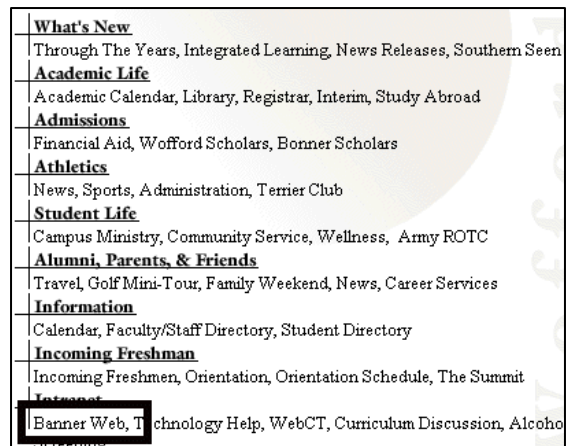 What's New
Through The Years, Integrated Learning, News Releases, Southern Seen
Academic Life
Academic Calendar, Library, Registrar, Interim, Study Abroad
Admissions
Financial Aid, Wofford Scholars, Bonner Scholars
Athletics
News, Sports, Administration, Terrier Club
Student Life
Campus Ministry, Community Service, Wellness, Army ROTC
Alumni, Parents, & Friends
Travel, Golf Mini-Tour, Family Weekend, News, Career Services
Information
Calendar, Faculty/Staff Directory, Student Directory
Incoming Freshman
Incoming Freshmen, Orientation, Orientation Schedule, The Summit
Intranet
Banner Web, Technology Help, WebCT, Curriculum Discussion, Alcoho